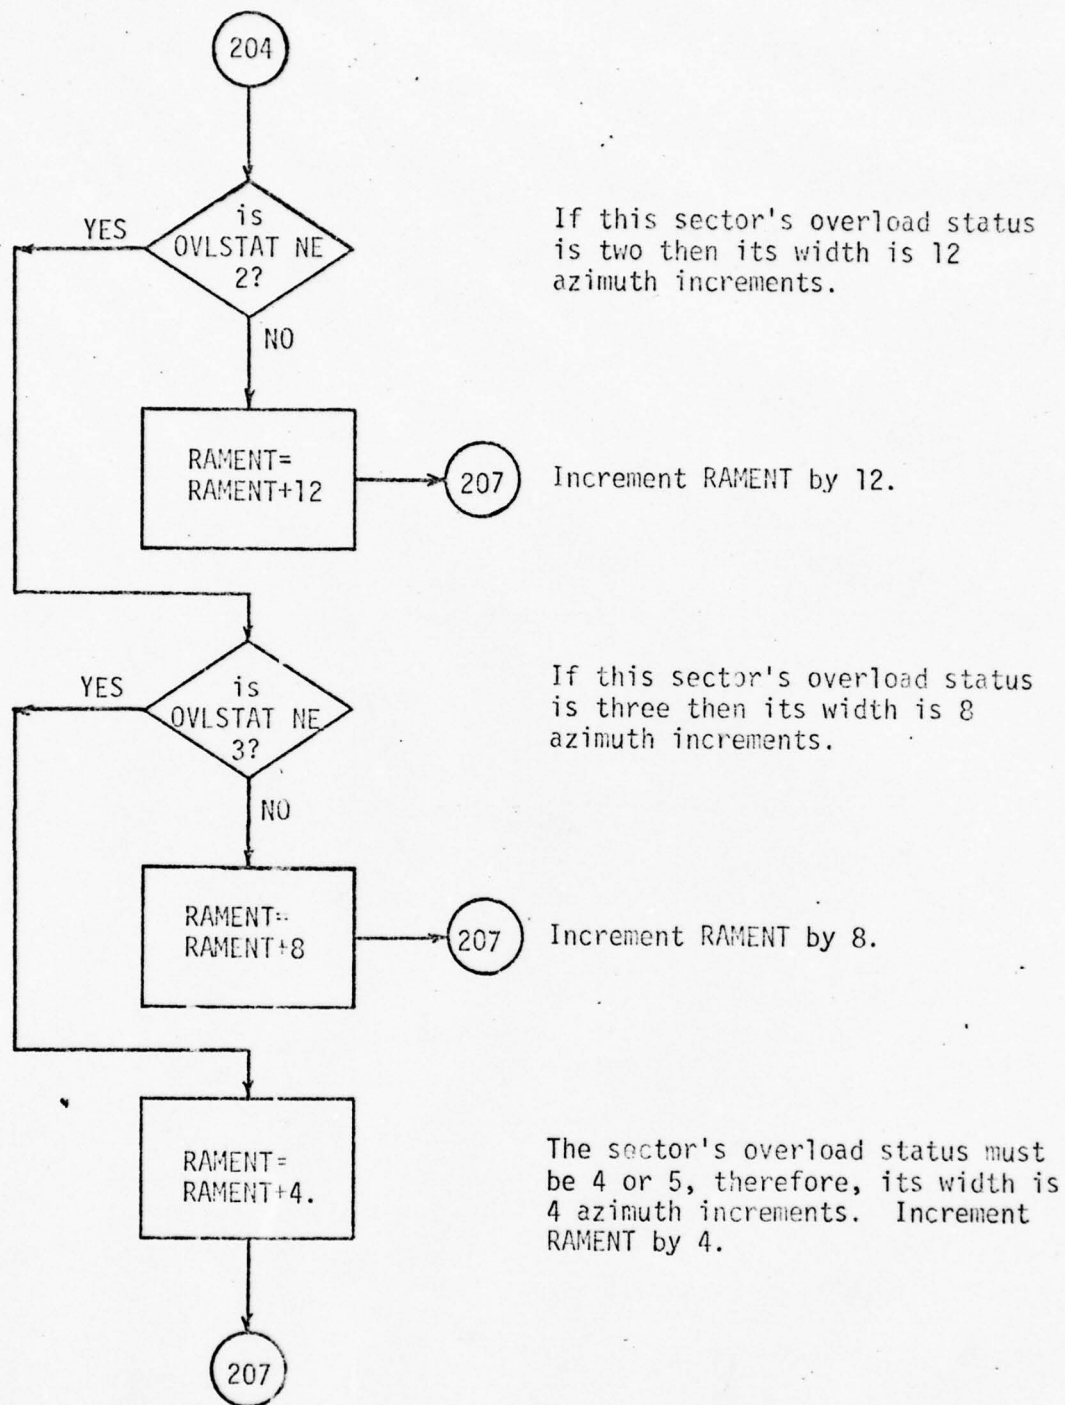 204
is
OVLSTAT NE
2?
YES
NO
If this sector's overload status
is two then its width is 12
azimuth increments.
RAMENT=
RAMENT+12
207
Increment RAMENT by 12.
is
OVLSTAT NE
3?
YES
NO
If this sector's overload status
is three then its width is 8
azimuth increments.
RAMENT=
RAMENT+8
207
Increment RAMENT by 8.
RAMENT=
RAMENT+4.
The sector's overload status must
be 4 or 5, therefore, its width is
4 azimuth increments. Increment
RAMENT by 4.
207